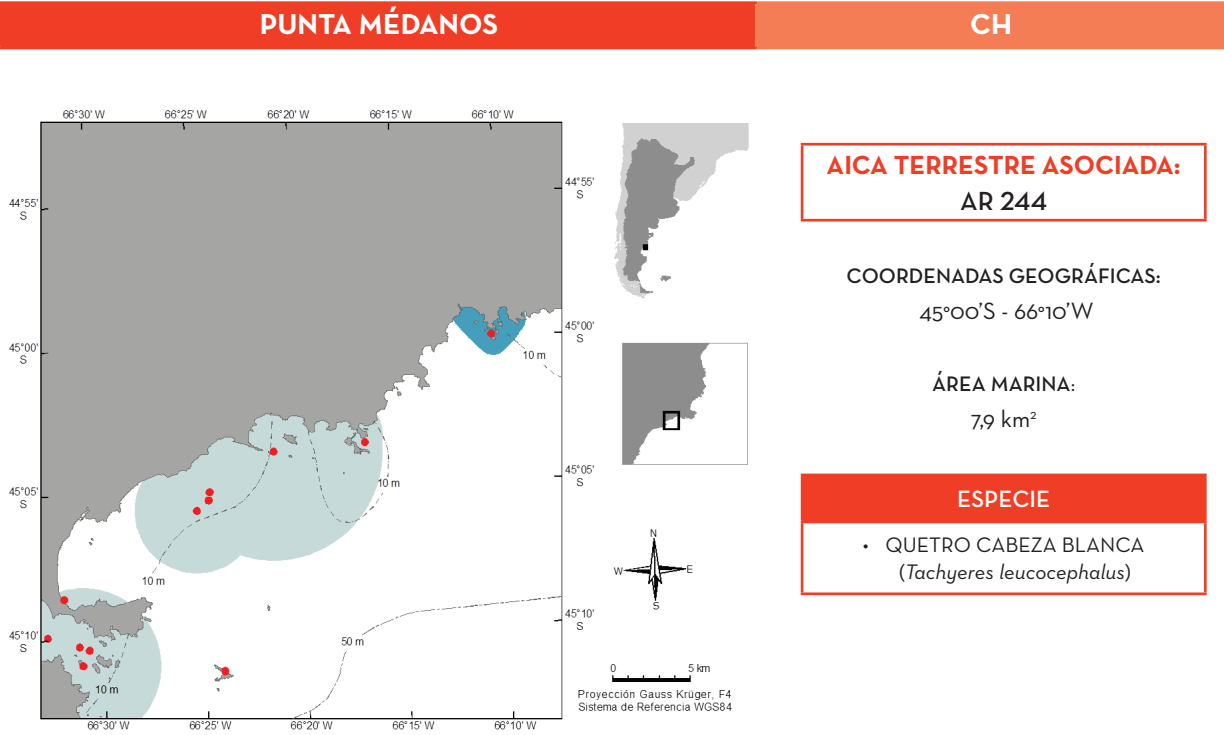 PUNTA MÉDANOS
CH
66°30' W 66°25' W 66°20' W 66°15' W 66°10' W
44°55'
S
44°55'
S
45°00'
S
45°00'
S
10 m
45°05'
S
45°05'
S
10 m
10 m
45°10'
S
45°10'
S
50 m
10 m
66°30' W 66°25' W 66°20' W 66°15' W 66°10' W
N
W E
S
0 5 km
Proyección Gauss Krüger, F4
Sistema de Referencia WGS84
AICA TERRESTRE ASOCIADA:
AR 244
COORDENADAS GEOGRÁFICAS:
45°00'S - 66°10'W
ÁREA MARINA:
7,9 km²
ESPECIE
• QUETRO CABEZA BLANCA
(Tachyeres leucocephalus)